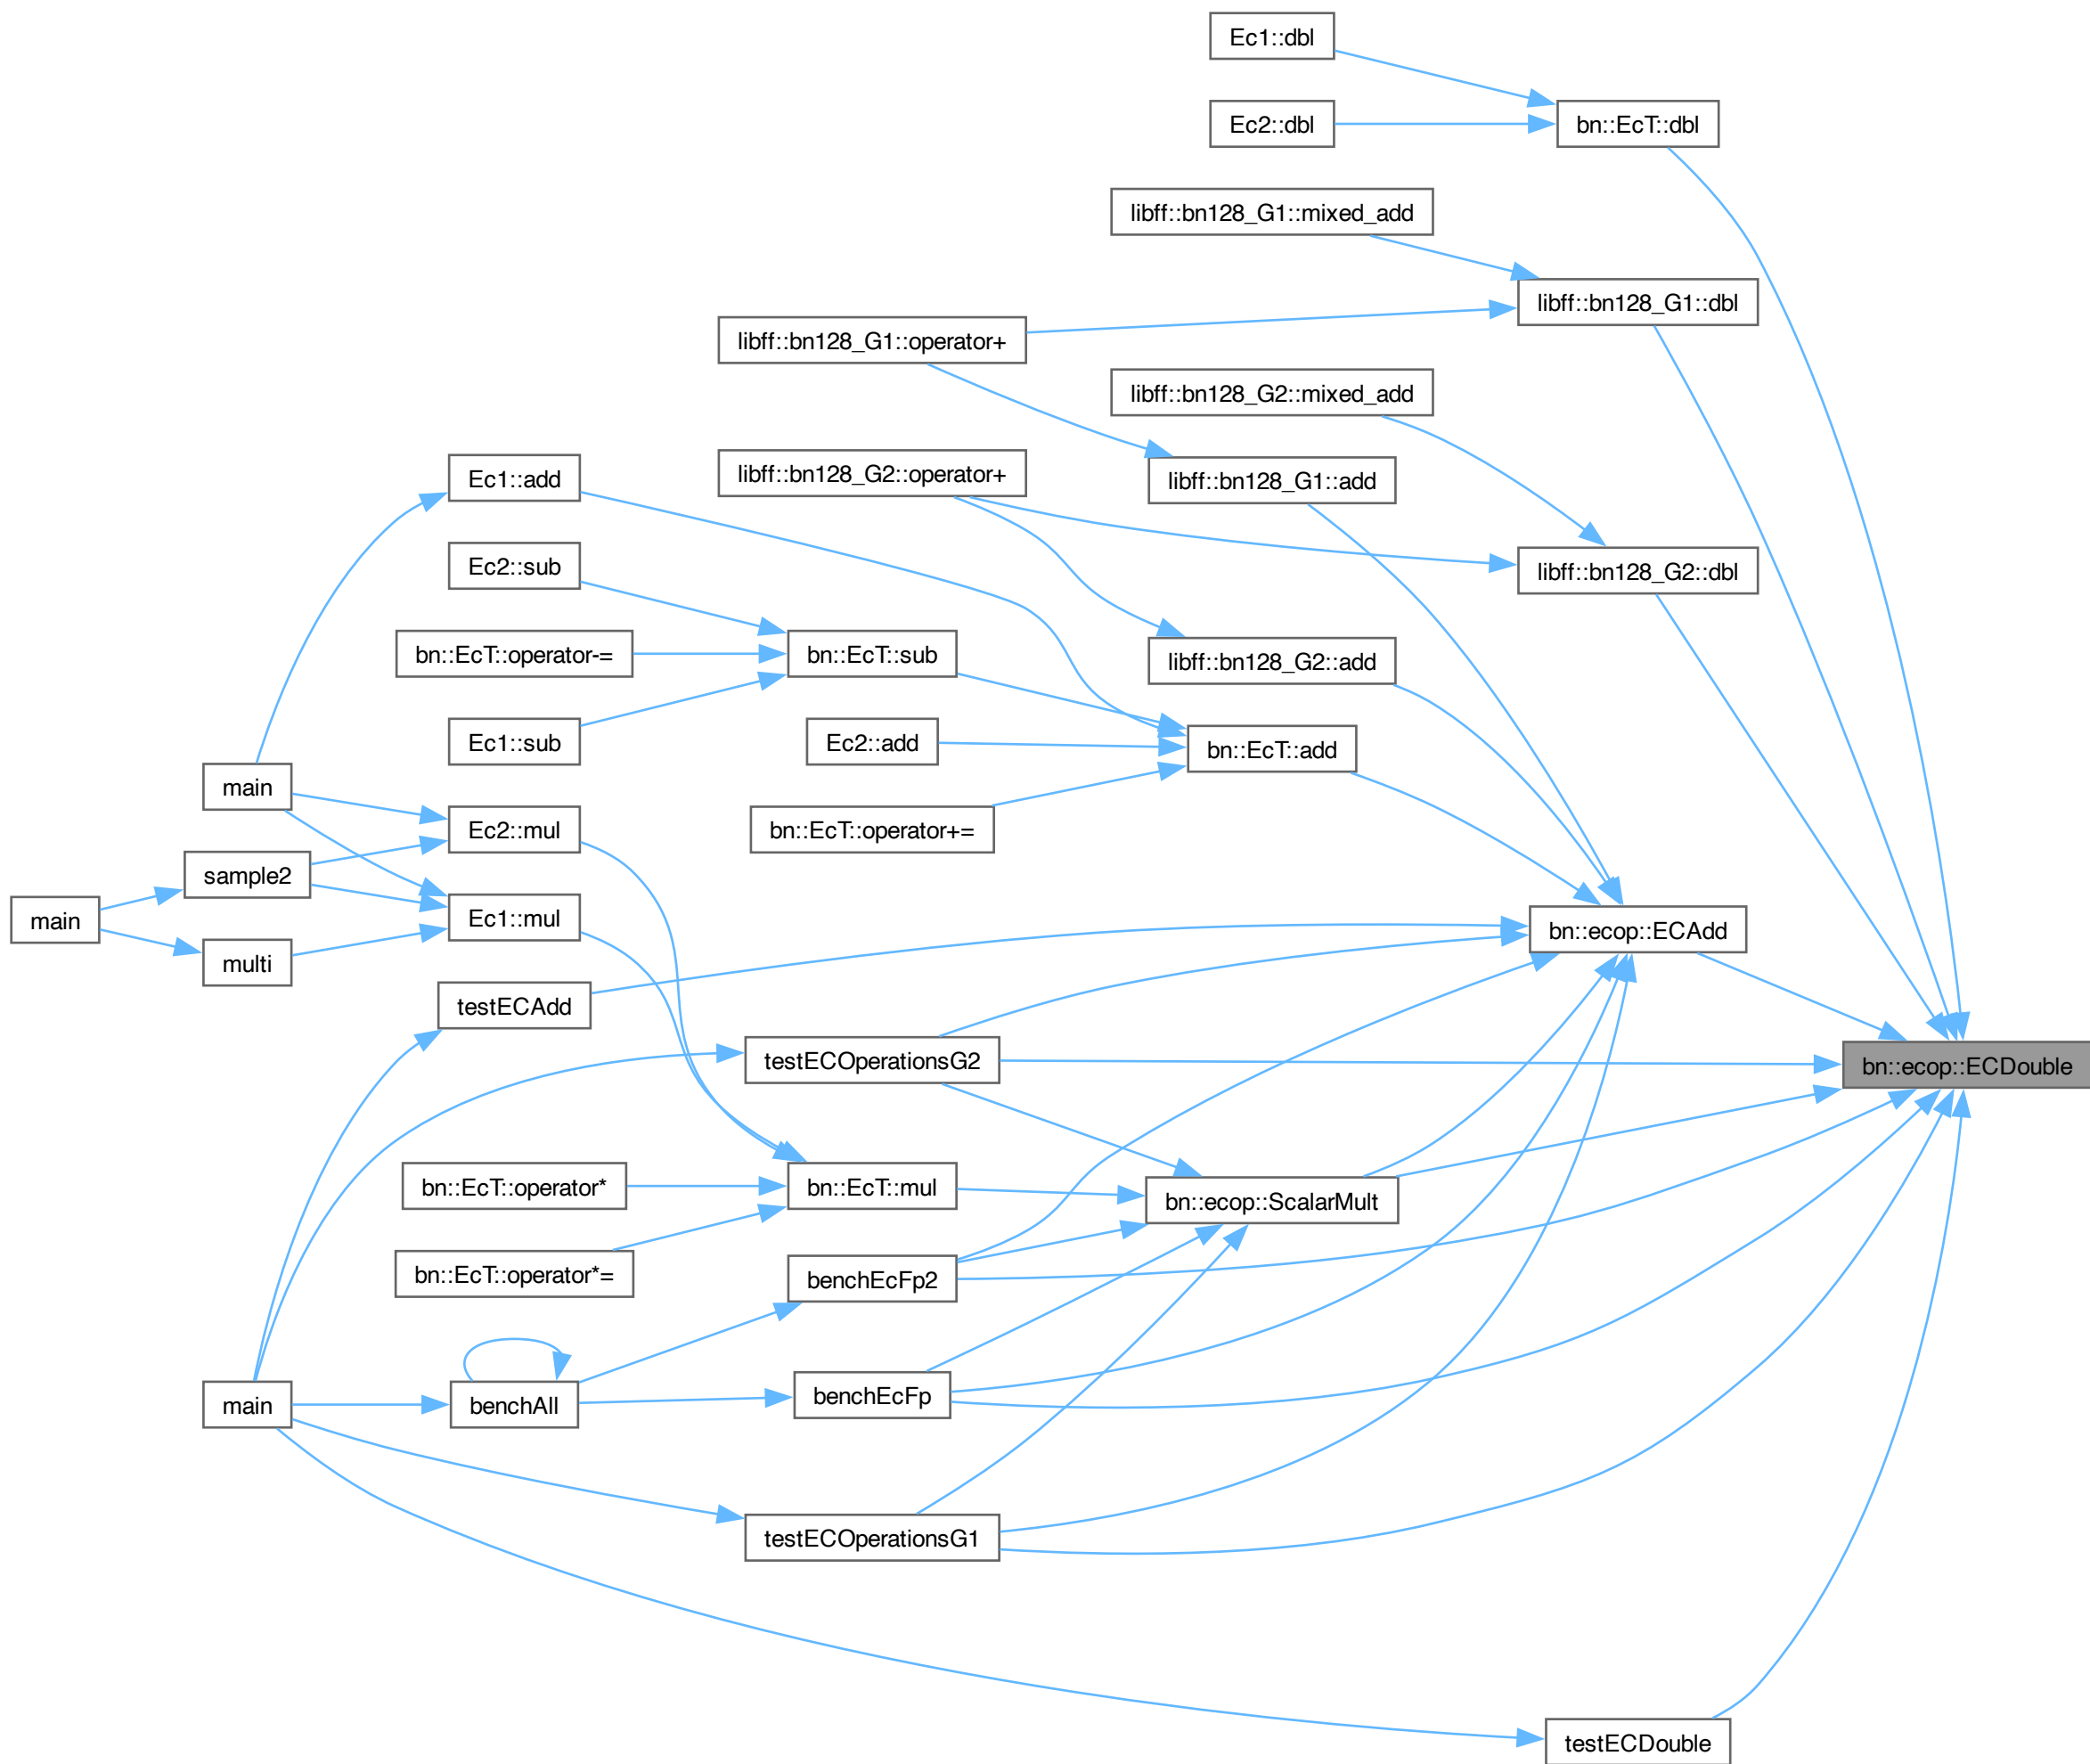 Ec1::dbl
Ec2::dbl
bn::EcT::dbl
libff::bn128_G1::mixed_add
libff::bn128_G1::dbl
libff::bn128_G1::operator+
libff::bn128_G2::mixed_add
Ec1::add
libff::bn128_G2::operator+
libff::bn128_G1::add
Ec2::sub
libff::bn128_G2::dbl
bn::EcT::operator-=
bn::EcT::sub
libff::bn128_G2::add
Ec1::sub
Ec2::add
bn::EcT::add
main
Ec2::mul
bn::EcT::operator+=
sample2
main
Ec1::mul
bn::ecop::ECAdd
multi
testECAdd
testECOperationsG2
bn::ecop::ECDouble
bn::EcT::operator*
bn::EcT::mul
bn::ecop::ScalarMult
bn::EcT::operator*=
benchEcFp2
main
benchAll
benchEcFp
testECOperationsG1
testECDouble